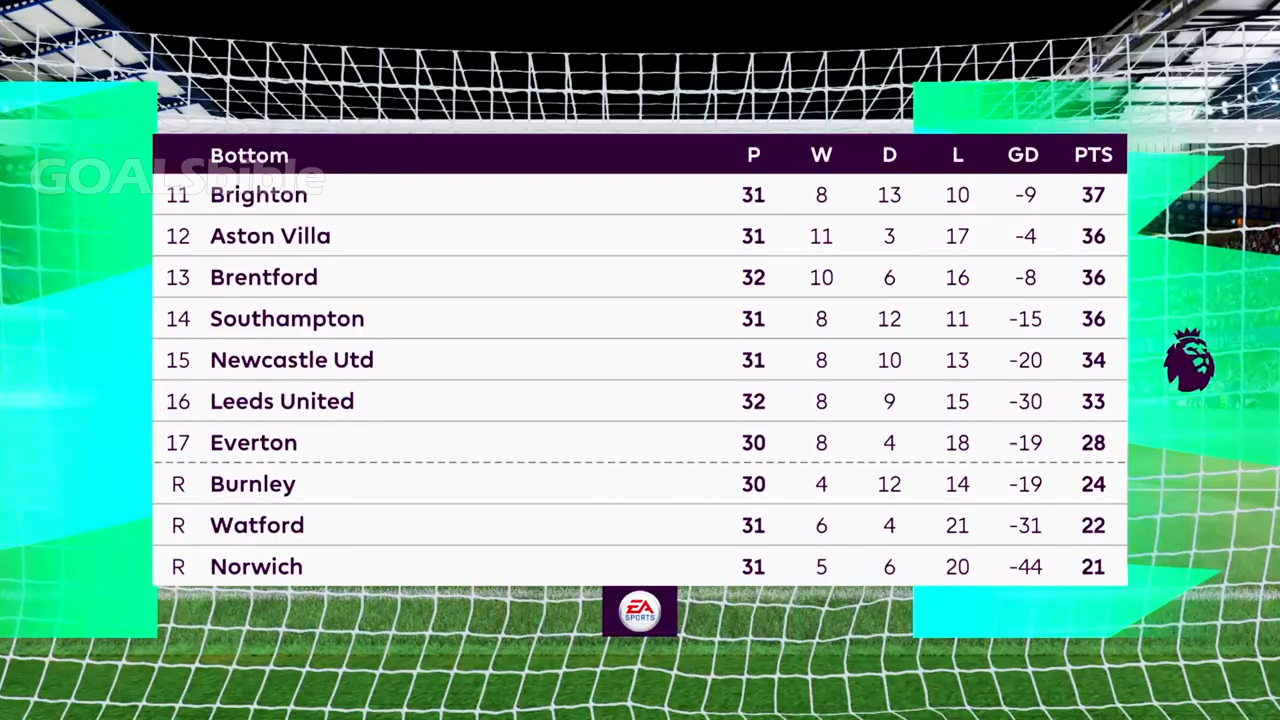 Bottom P W D L GD PTS
GOALSbible
11 Brighton 31 8 13 10 -9 37
12 Aston Villa 31 11 3 17 -4 36
13 Brentford 32 10 6 16 -8 36
14 Southampton 31 8 12 11 -15 36
15 Newcastle Utd 31 8 10 13 -20 34
16 Leeds United 32 8 9 15 -30 33
17 Everton 30 8 4 18 -19 28
R Burnley 30 4 12 14 -19 24
R Watford 31 6 4 21 -31 22
R Norwich 31 5 6 20 -44 21
EA
SPORTS